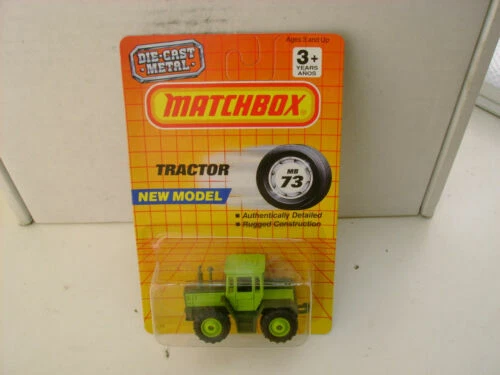 Ages 3 and Up
DIE-CAST
METAL
3+
YEARS
AÑOS
MATCHBOX
TRACTOR
MB
73
NEW MODEL
Authentically Detailed
Rugged Construction